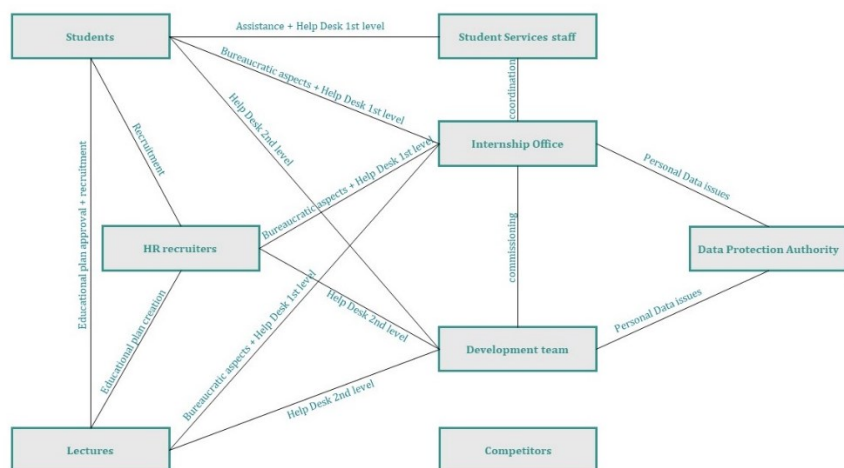 Students
Assistance + Help Desk 1st level
Student Services staff
Bureaucratic aspects + Help Desk 1st level
coordination
Help Desk 2nd level
Internship Office
Recruitment
Bureaucratic aspects + Help Desk 1st level
Personal Data issues
Educational plan approval + recruitment
HR recruiters
commissioning
Data Protection Authority
Educational plan creation
Bureaucratic aspects + Help Desk 1st level
Help Desk 2nd level
Personal Data issues
Development team
Help Desk 2nd level
Lectures
Competitors